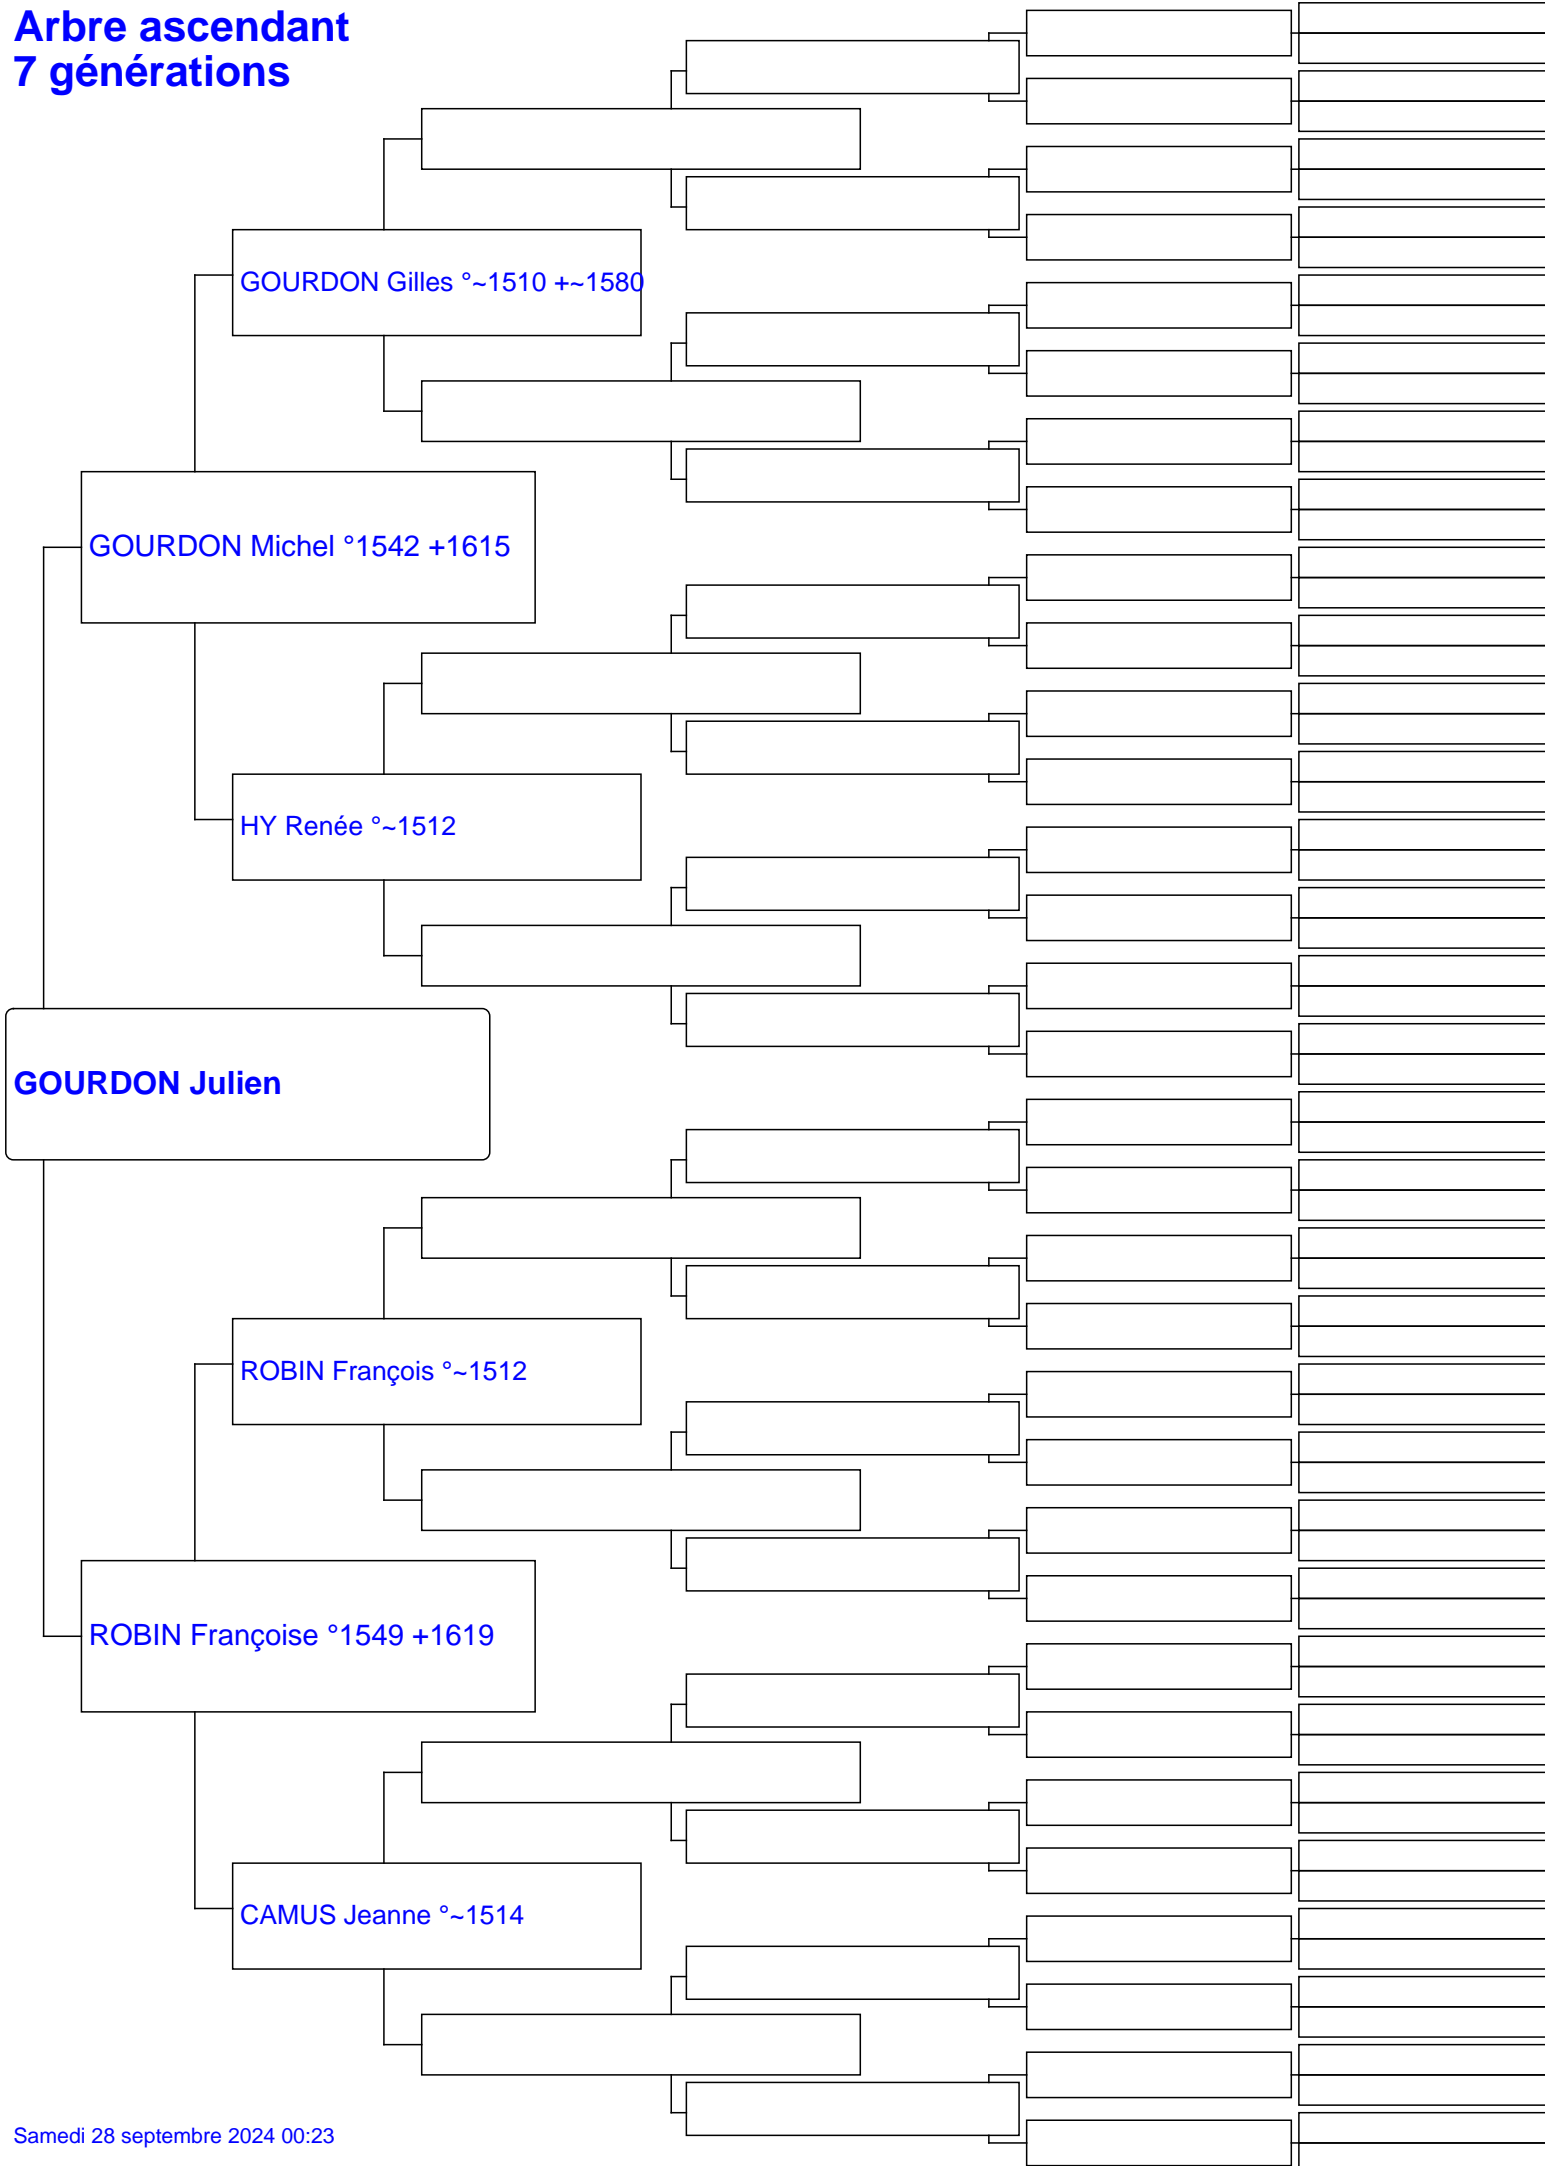 Arbre ascendant
7 générations
GOURDON Gilles °~1510 +~1580
GOURDON Michel °1542 +1615
HY Renée °~1512
GOURDON Julien
ROBIN François °~1512
ROBIN Françoise °1549 +1619
CAMUS Jeanne °~1514
Samedi 28 septembre 2024 00:23